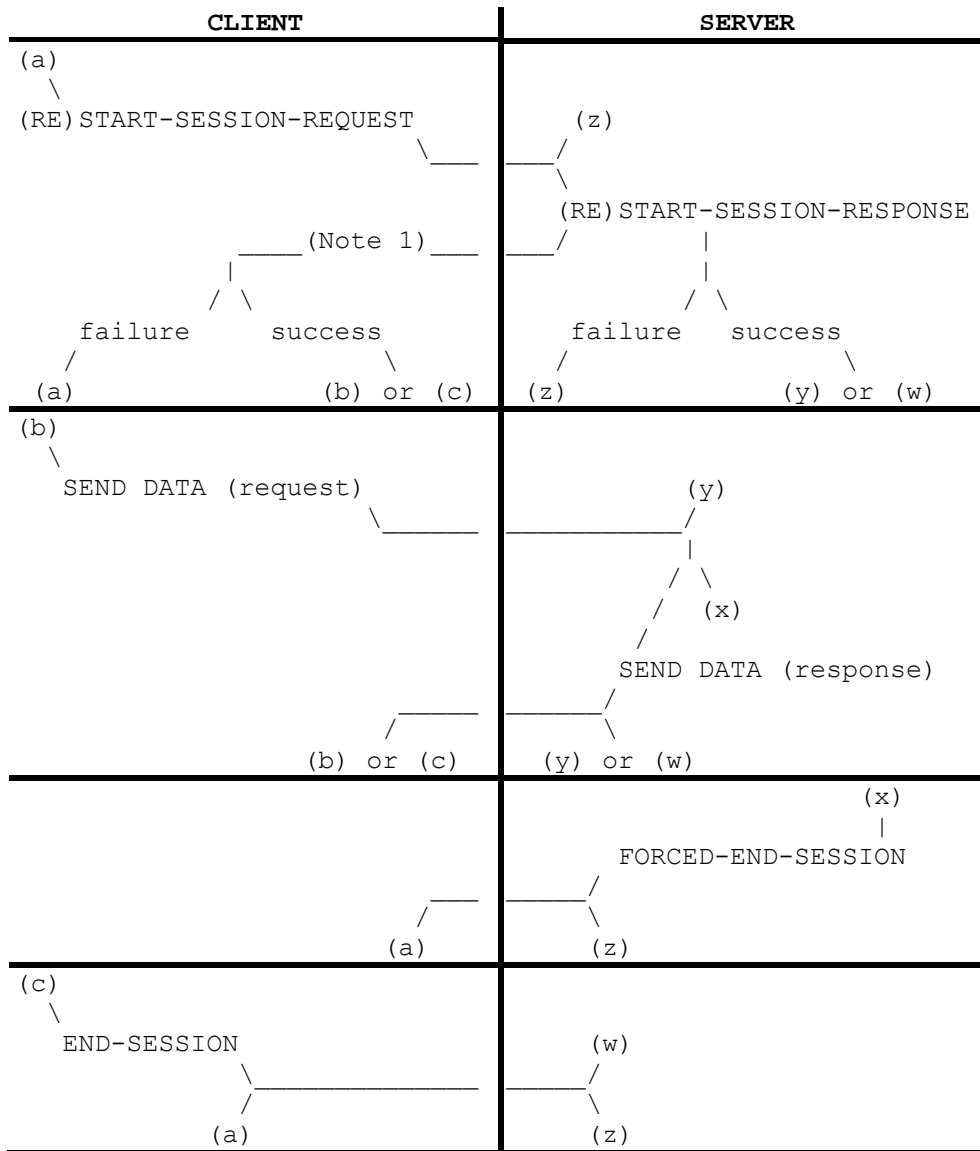 CLIENT SERVER
(a)
(RE)START-SESSION-REQUEST (z)
(RE)START-SESSION-RESPONSE
(Note 1)
failure success failure success
(a) (b) or (c) (z) (y) or (w)
(b)
SEND DATA (request) (y)
(x)
SEND DATA (response)
(b) or (c) (y) or (w)
(x)
FORCED-END-SESSION
(a) (z)
(c)
END-SESSION (w)
(a) (z)